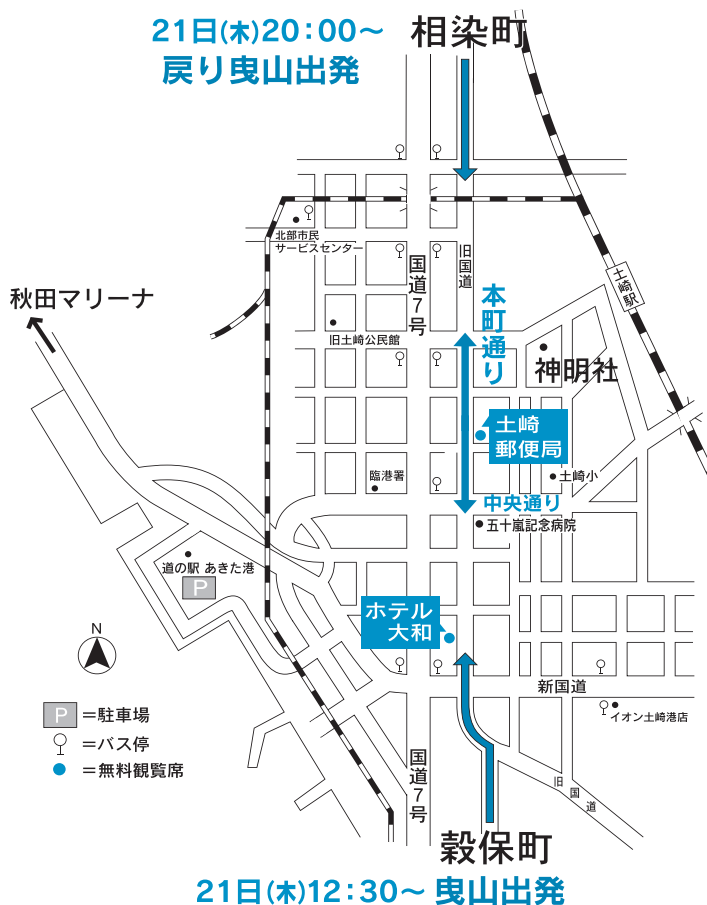 21日(木)20：00〜
相染町
戻り曳山出発
北部市民
サービスセンター
国道7号
旧国道
土崎駅
秋田マリーナ
本町通り
旧土崎公民館
神明社
土崎
郵便局
臨港署
土崎小
中央通り
五十嵐記念病院
道の駅 あきた港
P
ホテル
大和
N
新国道
P
＝駐車場
イオン土崎港店
＝バス停
＝無料観覧席
国道7号
旧国道
穀保町
21日(木)12：30〜 曳山出発